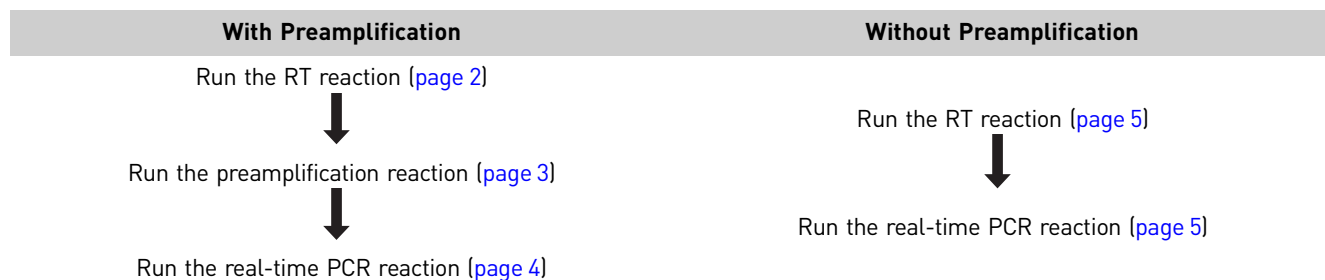 With Preamplification
Run the RT reaction (page 2)
Run the preamplification reaction (page 3)
Run the real-time PCR reaction (page 4)
Without Preamplification
Run the RT reaction (page 5)
Run the real-time PCR reaction (page 5)